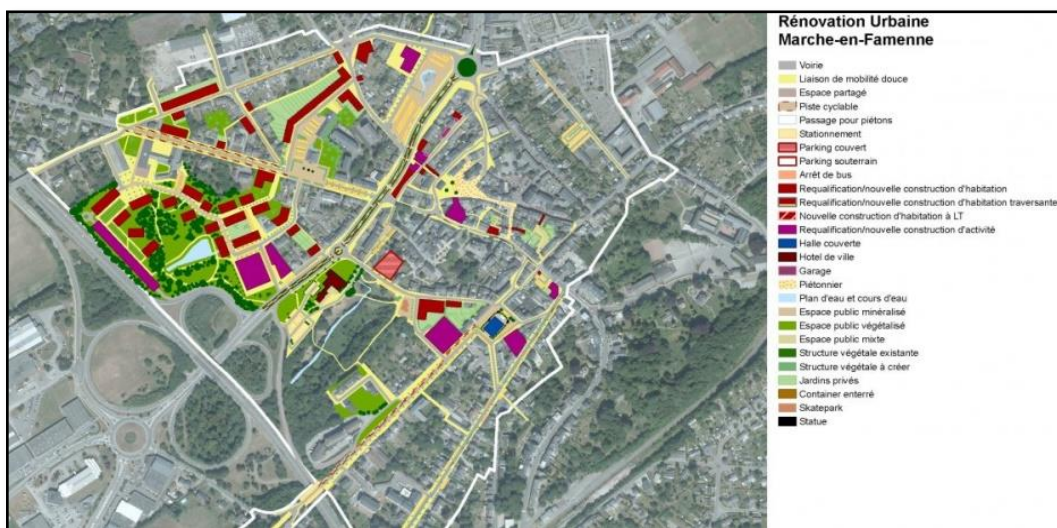 Rénovation Urbaine
Marche-en-Famenne
Voirie
Liaison de mobilité douce
Espace partagé
Piste cyclable
Passage pour piétons
Stationnement
Parking couvert
Parking souterrain
Arrêt de bus
Requalification/nouvelle construction d'habitation
Requalification/nouvelle construction d'habitation traversante
Nouvelle construction d'habitation à LT
Requalification/nouvelle construction d'activité
Halle couverte
Hotel de ville
Garage
Piétonnier
Plan d'eau et cours d'eau
Espace public minéralisé
Espace public végétalisé
Espace public mixte
Structure végétale existante
Structure végétale à créer
Jardins privés
Container enterré
Skatepark
Statue